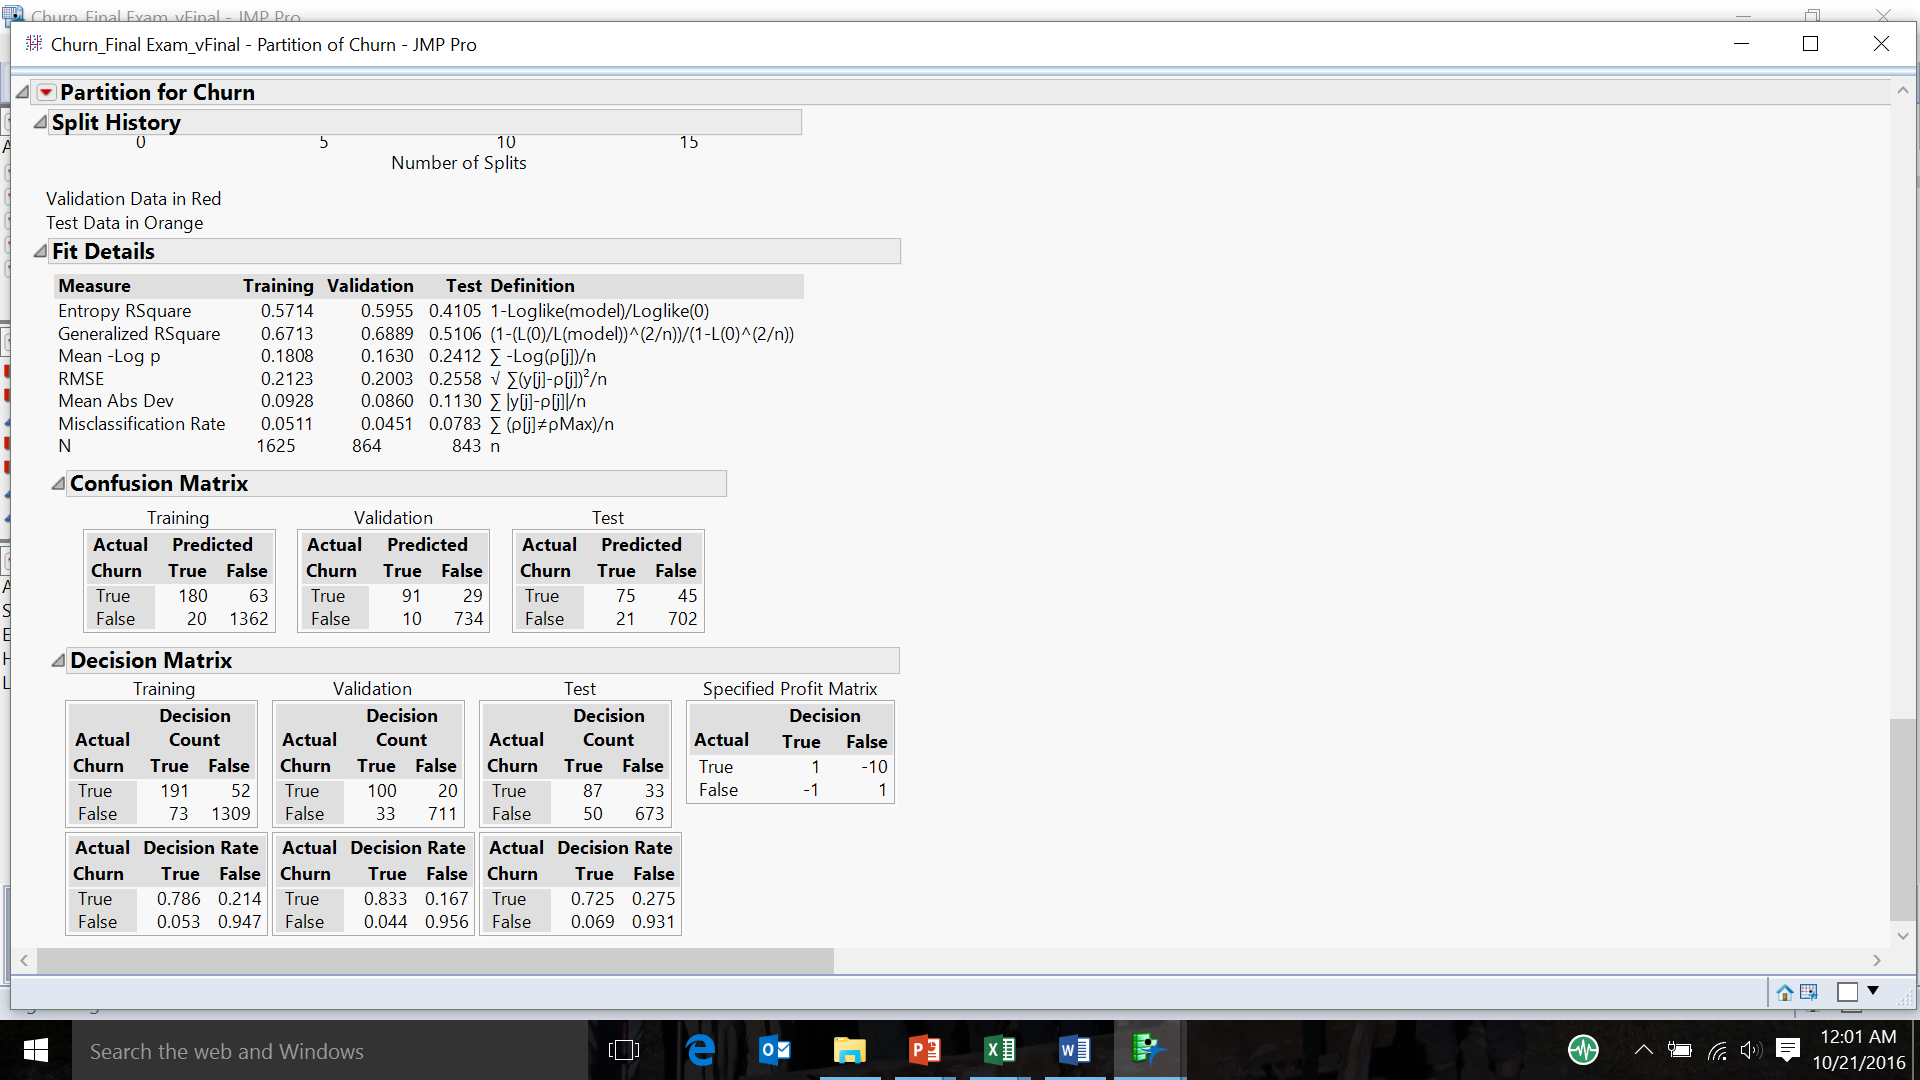 Churn_Final Exam_vFinal - JMP Pro
Churn_Final Exam_vFinal - Partition of Churn - JMP Pro
Partition for Churn
Split History
0 5 10 15
Number of Splits
Validation Data in Red
Test Data in Orange
Fit Details
Measure Training Validation Test Definition
Entropy RSquare 0.5714 0.5955 0.4105 1-Loglike(model)/Loglike(0)
Generalized RSquare 0.6713 0.6889 0.5106 (1-(L(0)/L(model))^(2/n))/(1-L(0)^(2/n))
Mean -Log p 0.1808 0.1630 0.2412 ∑ -Log(ρ[j])/n
RMSE 0.2123 0.2003 0.2558 √ ∑(y[j]-ρ[j])²/n
Mean Abs Dev 0.0928 0.0860 0.1130 ∑ |y[j]-ρ[j]|/n
Misclassification Rate 0.0511 0.0451 0.0783 ∑ (ρ[j]≠ρMax)/n
N 1625 864 843 n
Confusion Matrix
Training Validation Test
Actual Predicted Actual Predicted Actual Predicted
Churn True False Churn True False Churn True False
True 180 63 True 91 29 True 75 45
False 20 1362 False 10 734 False 21 702
Decision Matrix
Training Validation Test Specified Profit Matrix
Decision Decision Decision Decision
Actual Count Actual Count Actual Count Actual True False
Churn True False Churn True False Churn True False
True 191 52 True 100 20 True 87 33 True 1 -10
False 73 1309 False 33 711 False 50 673 False -1 1
Actual Decision Rate Actual Decision Rate Actual Decision Rate
Churn True False Churn True False Churn True False
True 0.786 0.214 True 0.833 0.167 True 0.725 0.275
False 0.053 0.947 False 0.044 0.956 False 0.069 0.931
Search the web and Windows
12:01 AM
10/21/2016